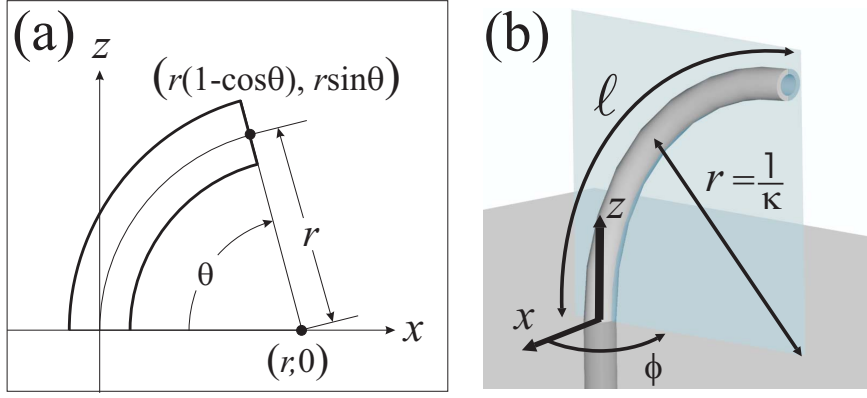 (a)
z
(r(1-cosθ), rsinθ)
r
θ
x
(r,0)
(b)
ℓ
r = 1/κ
z
x
ϕ